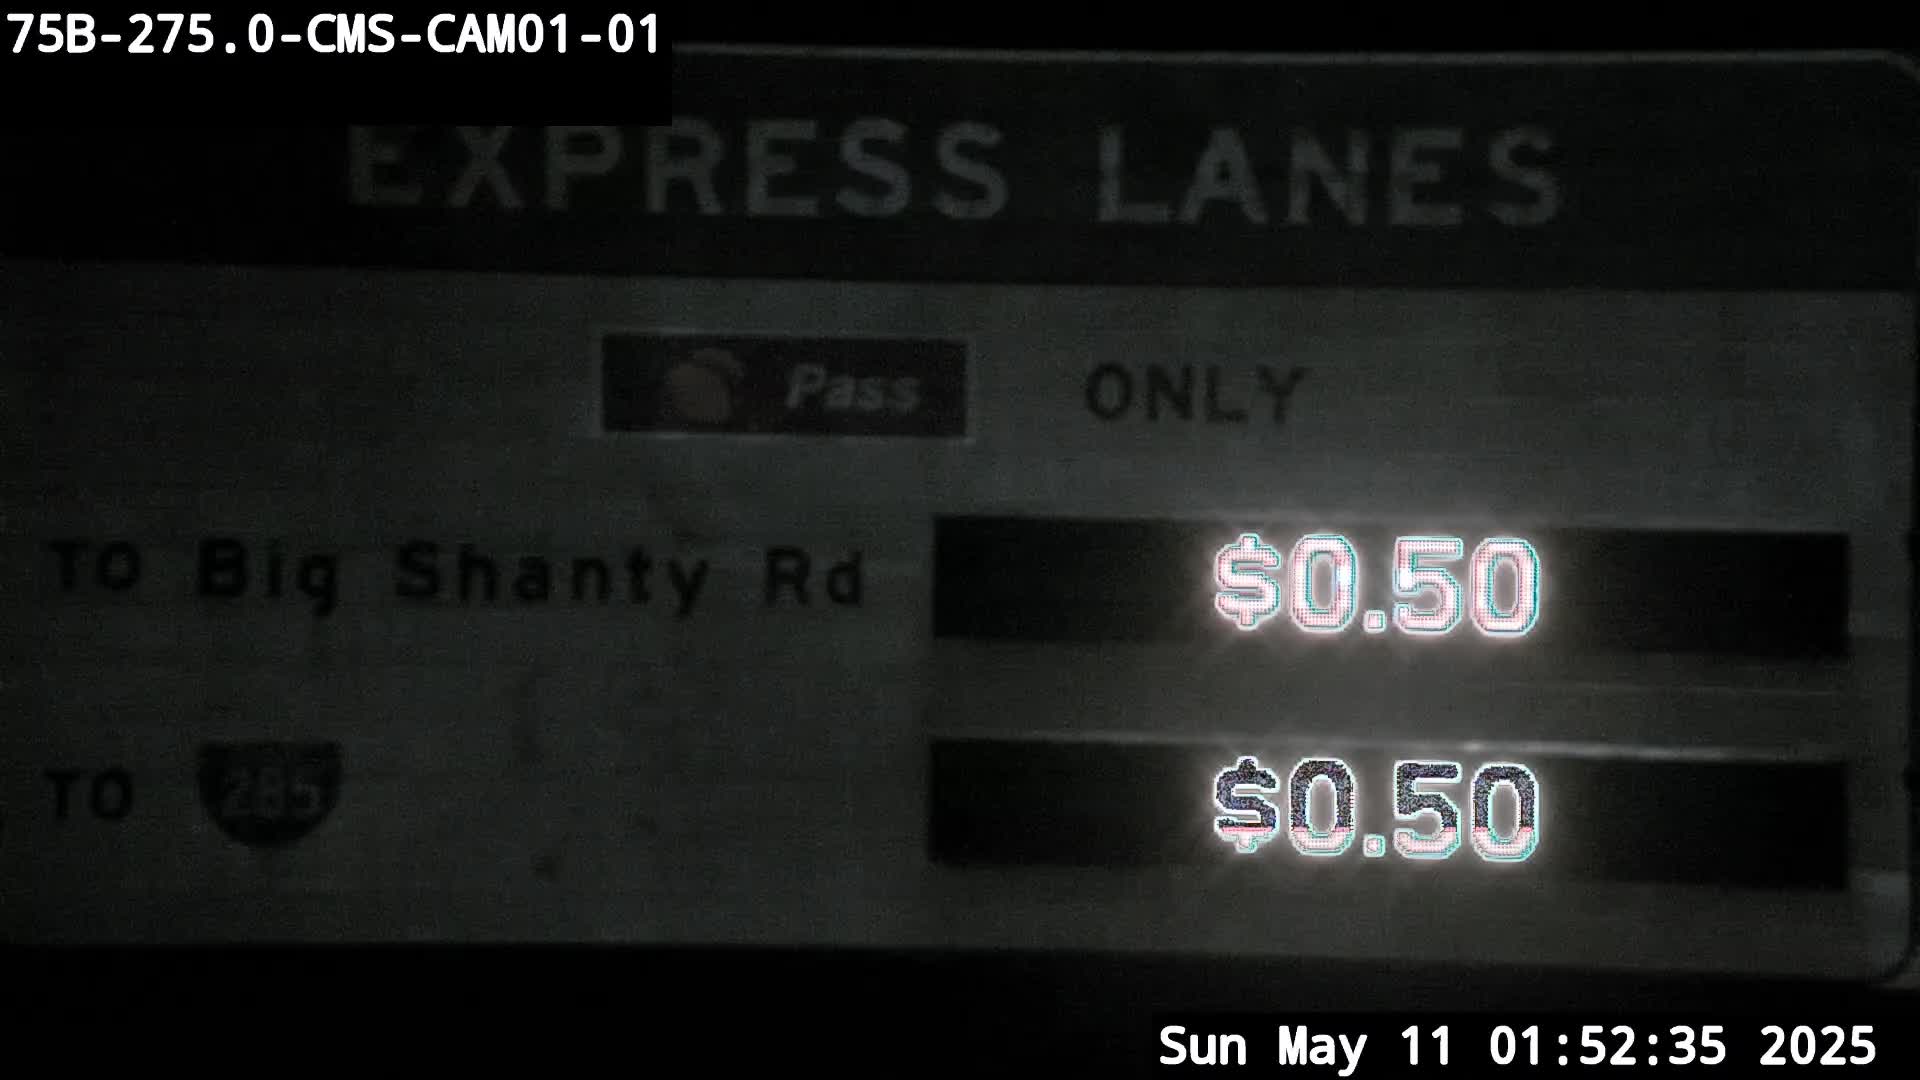 75B-275.0-CMS-CAM01-01
EXPRESS LANES
Pass ONLY
TO Big Shanty Rd $0.50
TO 285 $0.50
Sun May 11 01:52:35 2025